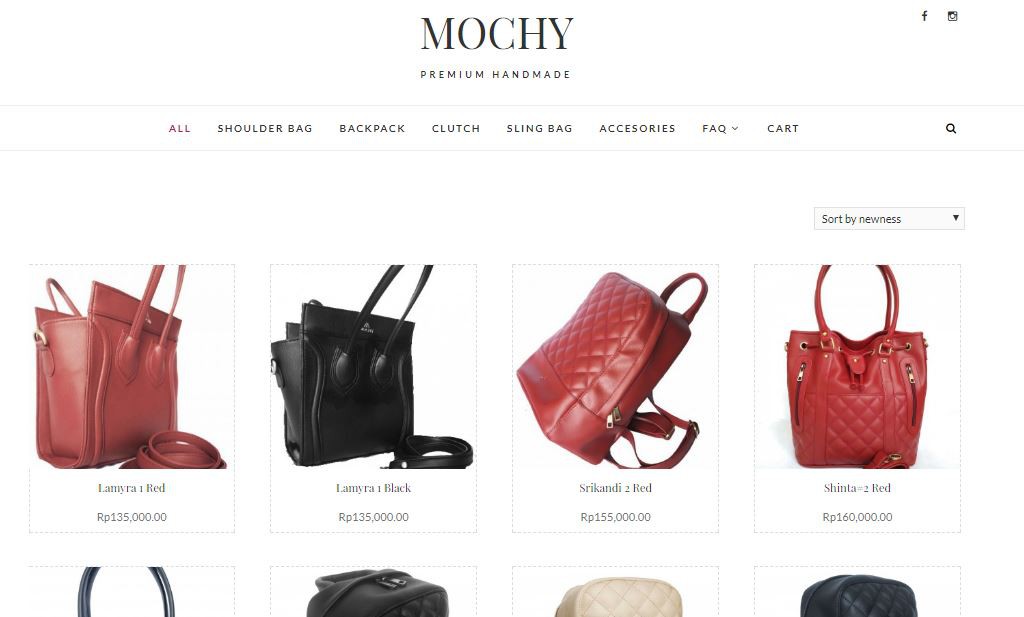 MOCHY
PREMIUM HANDMADE
ALL SHOULDER BAG BACKPACK CLUTCH SLING BAG ACCESORIES FAQ CART
Sort by newness
Lamyra 1 Red Lamyra 1 Black Srikandi 2 Red Shinta#2 Red
Rp135,000.00 Rp135,000.00 Rp155,000.00 Rp160,000.00